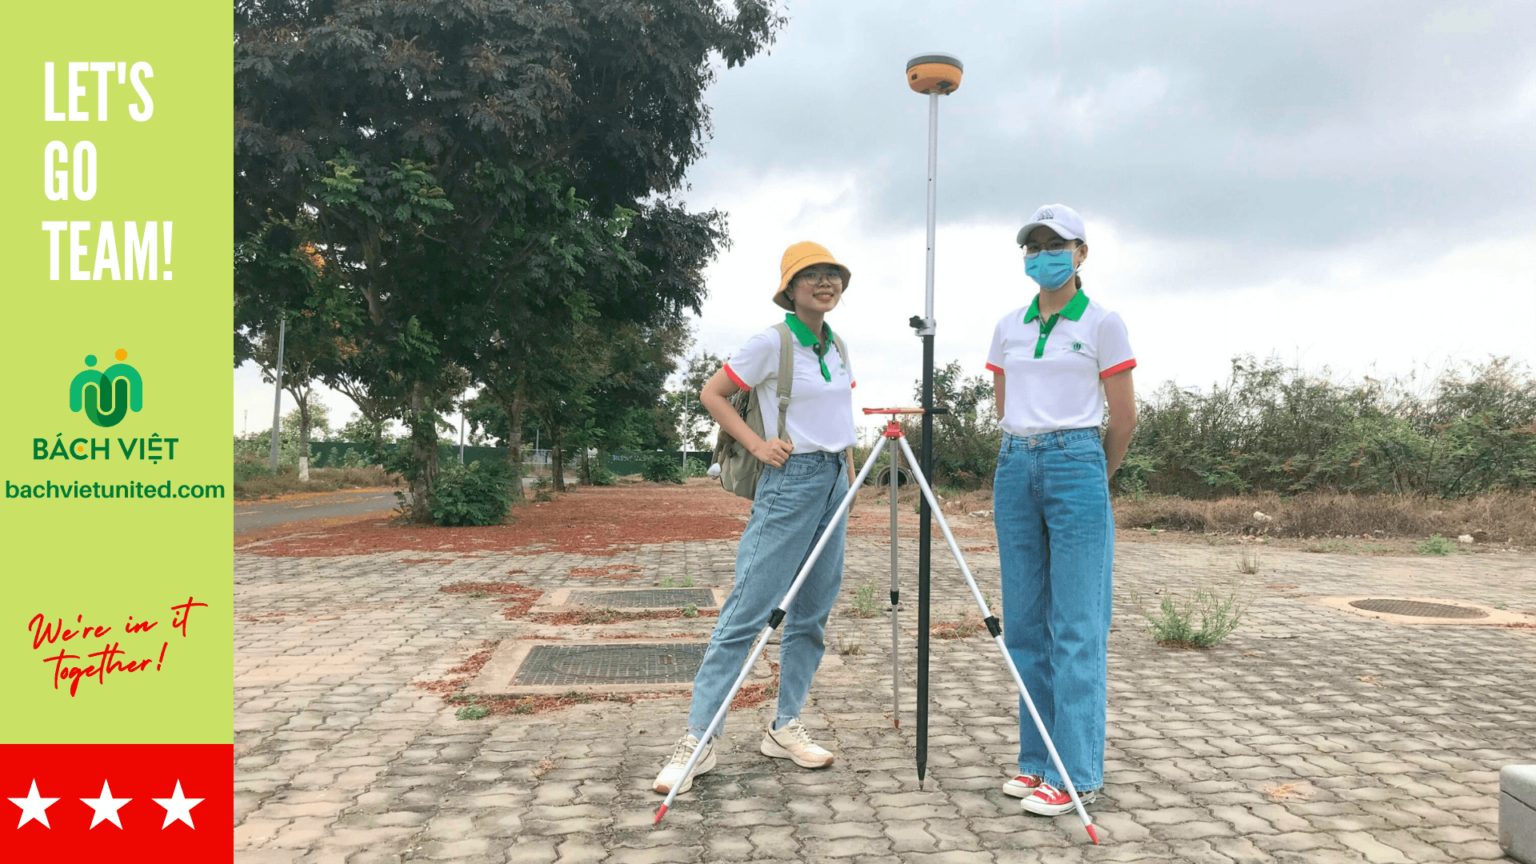 LET'S
GO
TEAM!
BÁCH VIỆT
bachvietunited.com
We're in it
together!